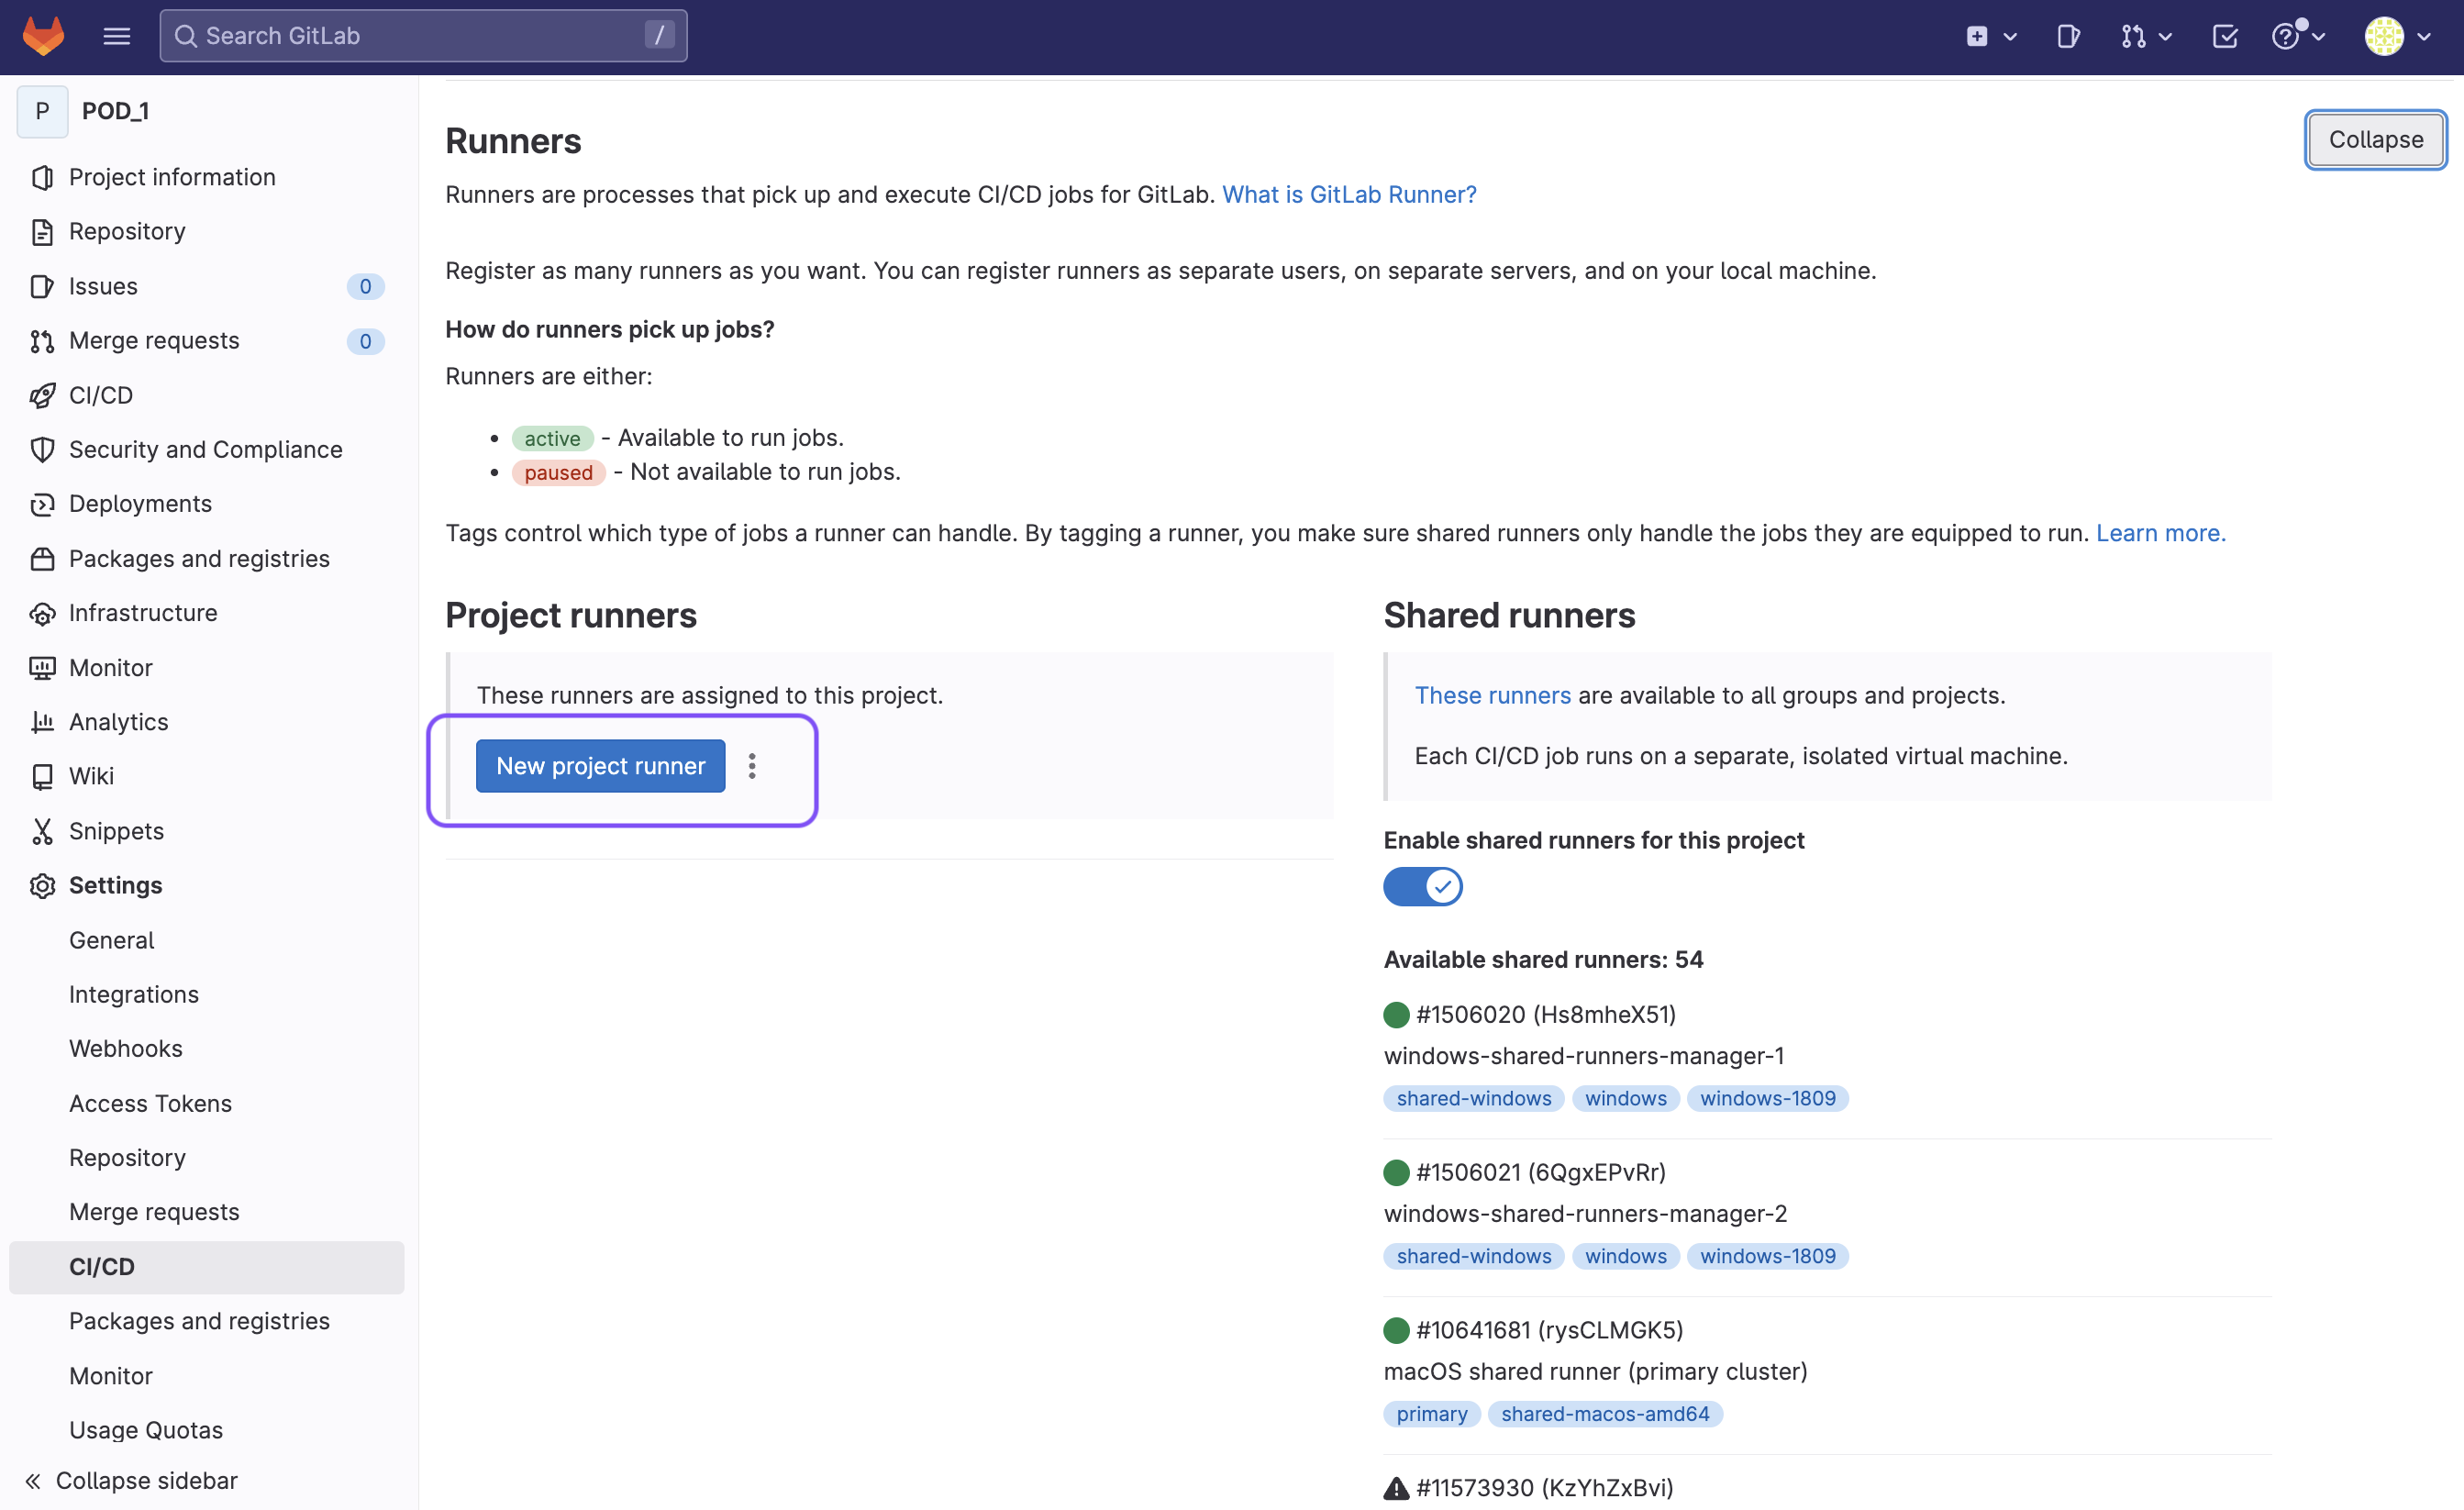 Search GitLab
/
P
POD_1
Project information
Repository
Issues
0
Merge requests
0
CI/CD
Security and Compliance
Deployments
Packages and registries
Infrastructure
Monitor
Analytics
Wiki
Snippets
Settings
General
Integrations
Webhooks
Access Tokens
Repository
Merge requests
CI/CD
Packages and registries
Monitor
Usage Quotas
Collapse sidebar
Runners
Collapse
Runners are processes that pick up and execute CI/CD jobs for GitLab. What is GitLab Runner?
Register as many runners as you want. You can register runners as separate users, on separate servers, and on your local machine.
How do runners pick up jobs?
Runners are either:
• active - Available to run jobs.
• paused - Not available to run jobs.
Tags control which type of jobs a runner can handle. By tagging a runner, you make sure shared runners only handle the jobs they are equipped to run. Learn more.
Project runners
These runners are assigned to this project.
New project runner
Shared runners
These runners are available to all groups and projects.
Each CI/CD job runs on a separate, isolated virtual machine.
Enable shared runners for this project
Available shared runners: 54
#1506020 (Hs8mheX51)
windows-shared-runners-manager-1
shared-windows windows windows-1809
#1506021 (6QgxEPvRr)
windows-shared-runners-manager-2
shared-windows windows windows-1809
#10641681 (rysCLMGK5)
macOS shared runner (primary cluster)
primary shared-macos-amd64
#11573930 (KzYhZxBvi)